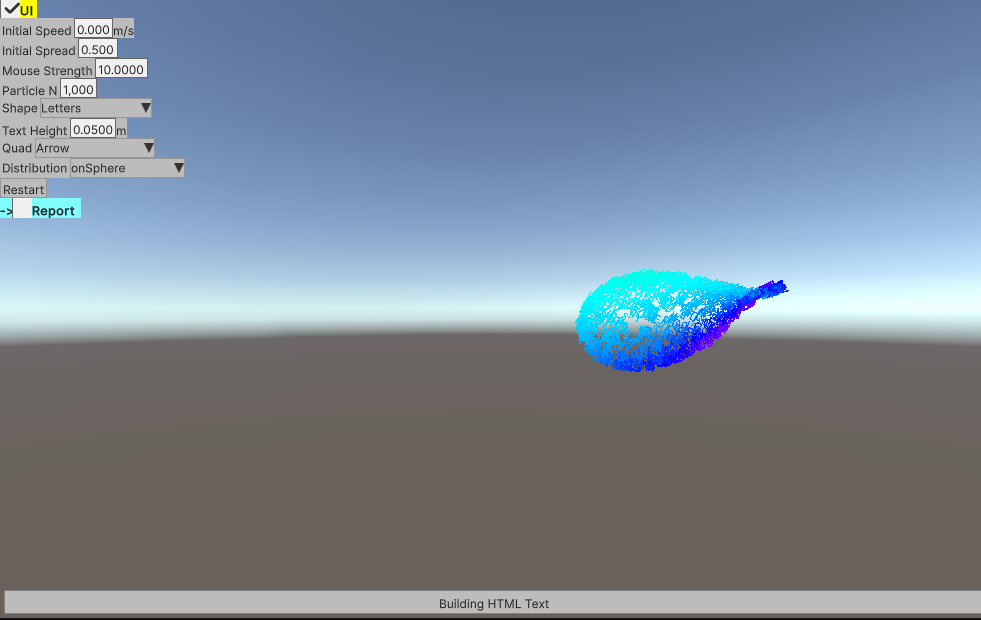 UI
Initial Speed 0.000 m/s
Initial Spread 0.500
Mouse Strength 10.0000
Particle N 1,000
Shape Letters
Text Height 0.0500 m
Quad Arrow
Distribution onSphere
Restart
-> Report
Building HTML Text